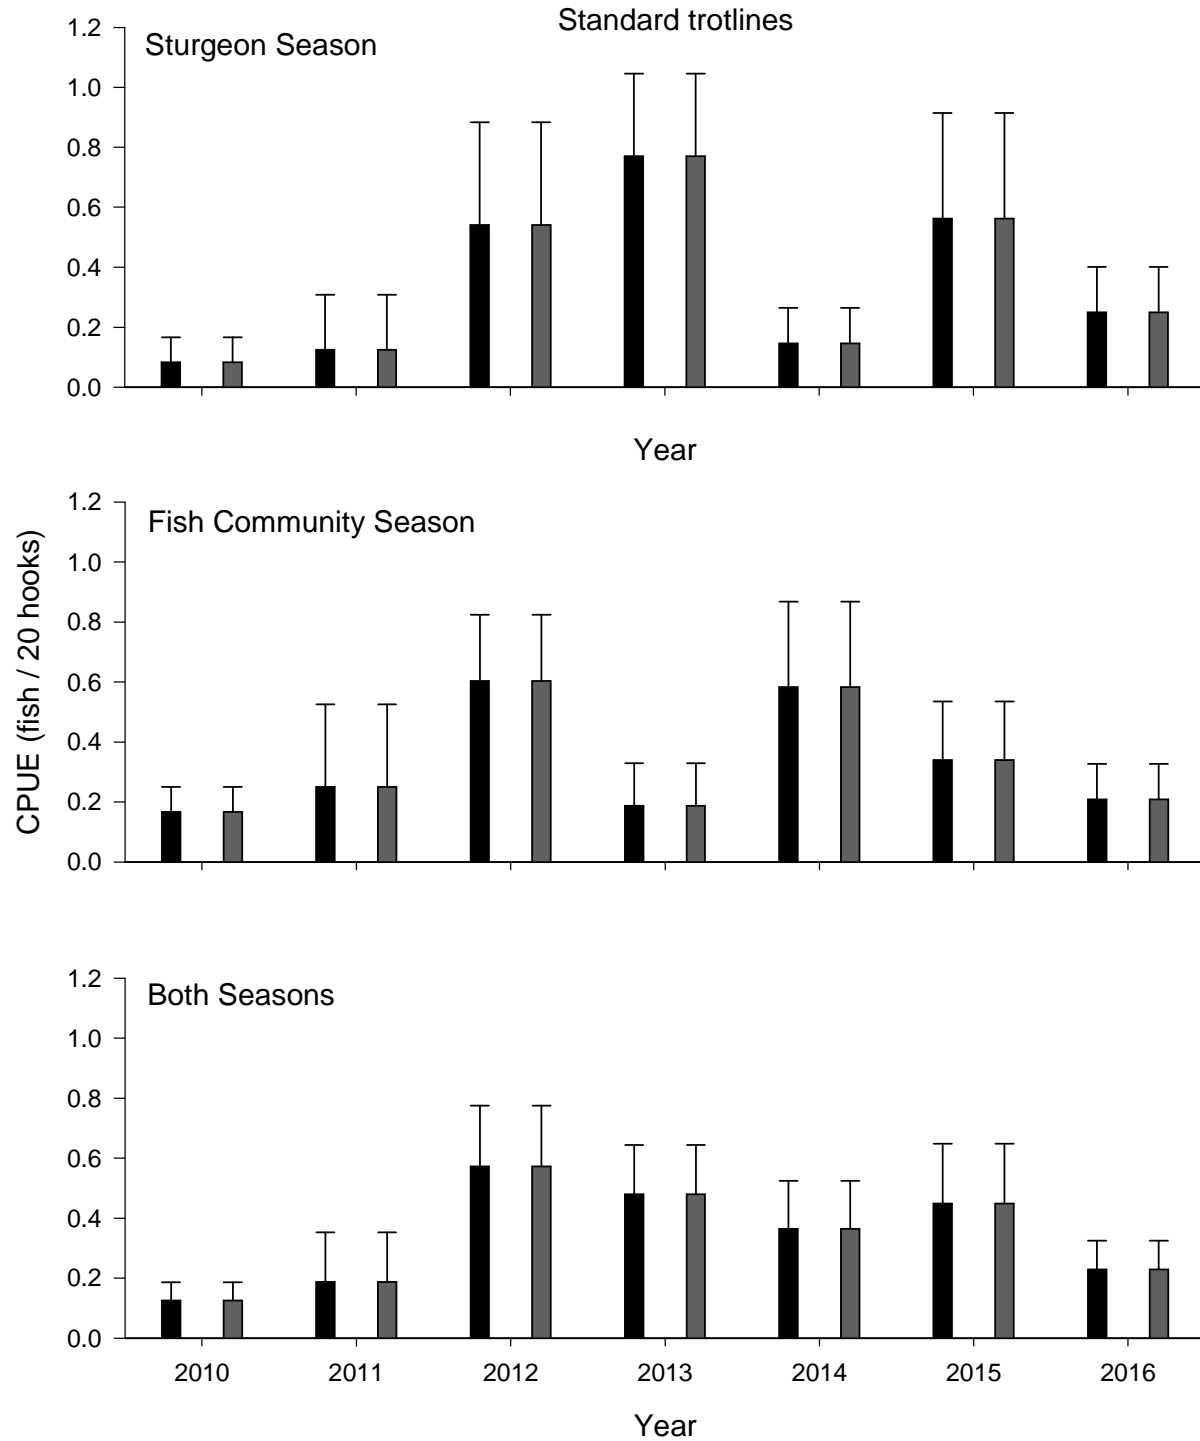 Standard trotlines
Sturgeon Season
1.2
1.0
0.8
0.6
0.4
0.2
0.0
Year
CPUE (fish / 20 hooks)
Fish Community Season
1.2
1.0
0.8
0.6
0.4
0.2
0.0
Both Seasons
1.2
1.0
0.8
0.6
0.4
0.2
0.0
2010 2011 2012 2013 2014 2015 2016
Year